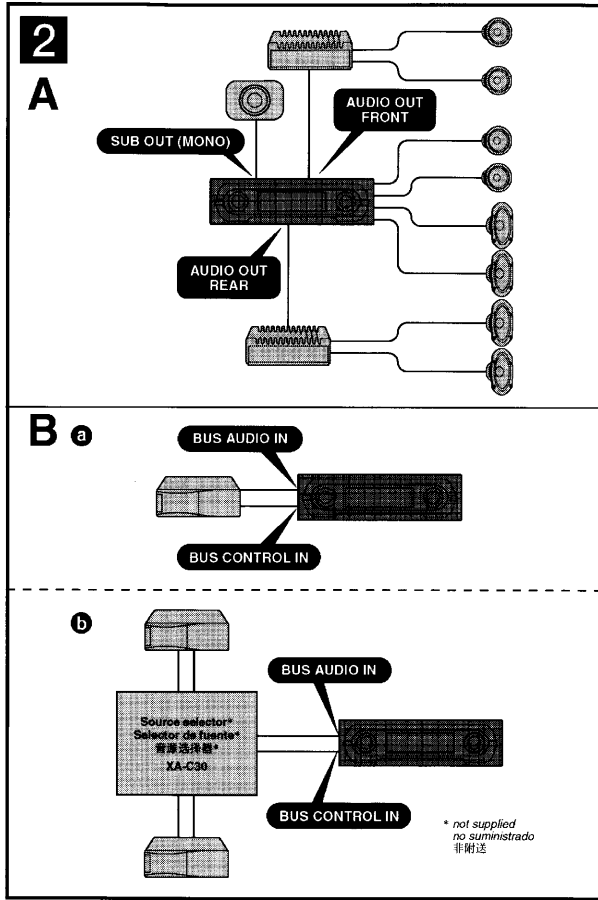 2
A
AUDIO OUT
FRONT
SUB OUT (MONO)
AUDIO OUT
REAR
B a
BUS AUDIO IN
BUS CONTROL IN
b
BUS AUDIO IN
Source selector*
Selector de fuente*
音源选择器*
XA-C30
BUS CONTROL IN
* not supplied
no suministrado
非附送